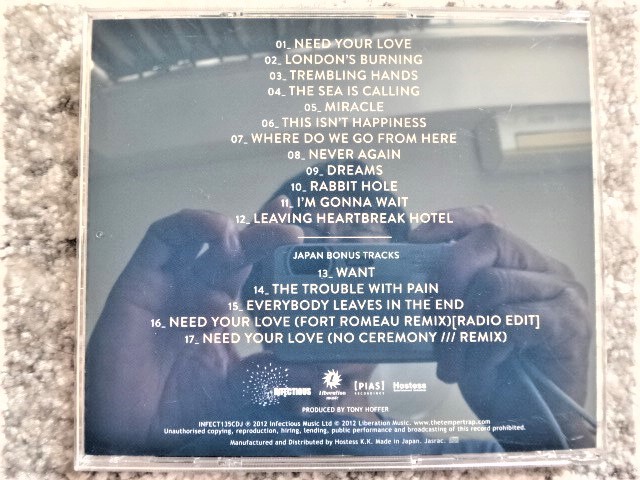 01_ NEED YOUR LOVE
02_ LONDON'S BURNING
03_ TREMBLING HANDS
04_ THE SEA IS CALLING
05_ MIRACLE
06_ THIS ISN'T HAPPINESS
07_ WHERE DO WE GO FROM HERE
08_ NEVER AGAIN
09_ DREAMS
10_ RABBIT HOLE
11_ I'M GONNA WAIT
12_ LEAVING HEARTBREAK HOTEL
JAPAN BONUS TRACKS
13_ WANT
14_ THE TROUBLE WITH PAIN
15_ EVERYBODY LEAVES IN THE END
16_ NEED YOUR LOVE (FORT ROMEAU REMIX)[RADIO EDIT]
17_ NEED YOUR LOVE (NO CEREMONY /// REMIX)
INFECTIOUS Liberation music [PIAS] RECORDINGS Hostess
PRODUCED BY TONY HOFFER
INFECT135CDJ ℗ 2012 Infectious Music Ltd © 2012 Liberation Music. www.thetempertrap.com
Unauthorised copying, reproduction, hiring, lending, public performance and broadcasting of this record prohibited.
Manufactured and Distributed by Hostess K.K. Made in Japan. Jasrac.